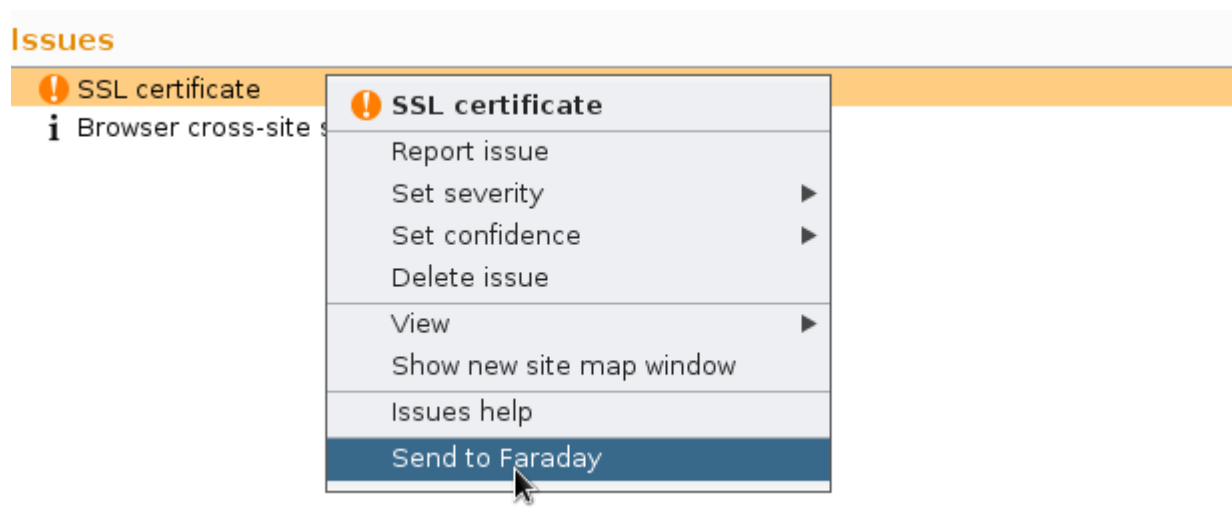 Issues
SSL certificate
Browser cross-site
SSL certificate
Report issue
Set severity
Set confidence
Delete issue
View
Show new site map window
Issues help
Send to Faraday